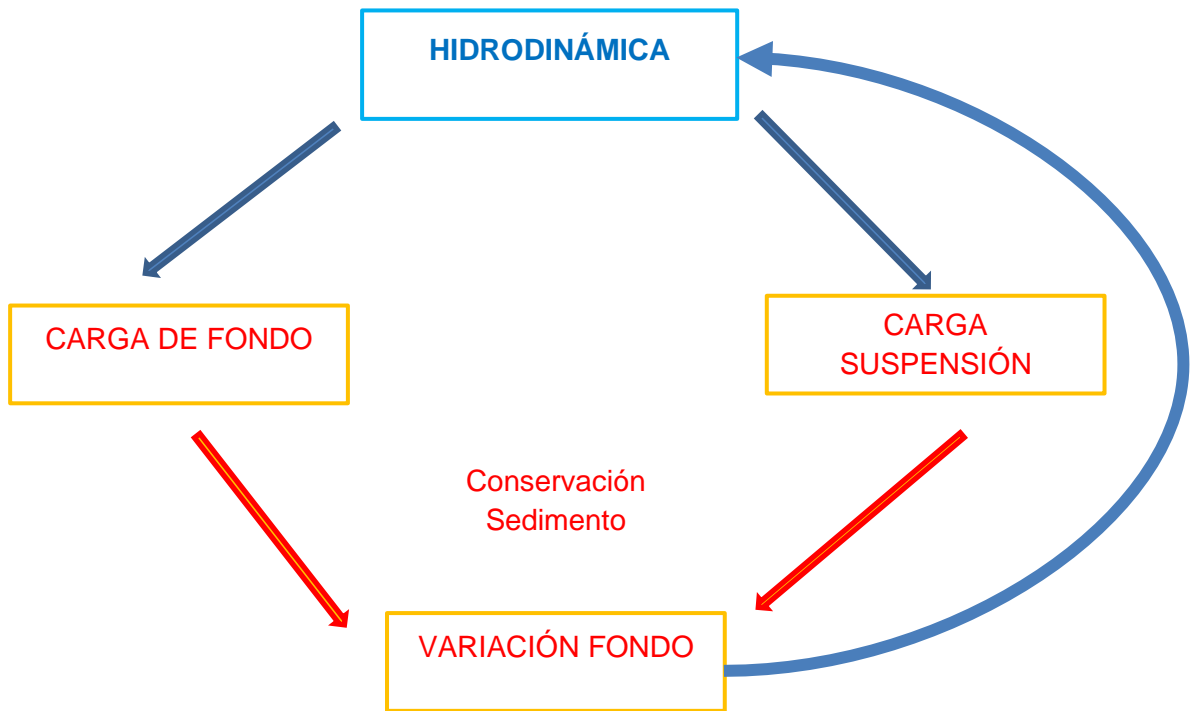 HIDRODINÁMICA
CARGA DE FONDO
CARGA
SUSPENSIÓN
Conservación
Sedimento
VARIACIÓN FONDO